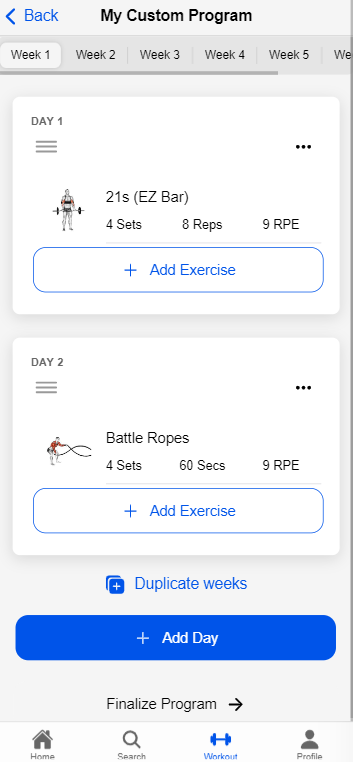 Back
My Custom Program
Week 1 Week 2 Week 3 Week 4 Week 5 We
DAY 1
21s (EZ Bar)
4 Sets 8 Reps 9 RPE
+ Add Exercise
DAY 2
Battle Ropes
4 Sets 60 Secs 9 RPE
+ Add Exercise
Duplicate weeks
+ Add Day
Finalize Program →
Home Search Workout Profile